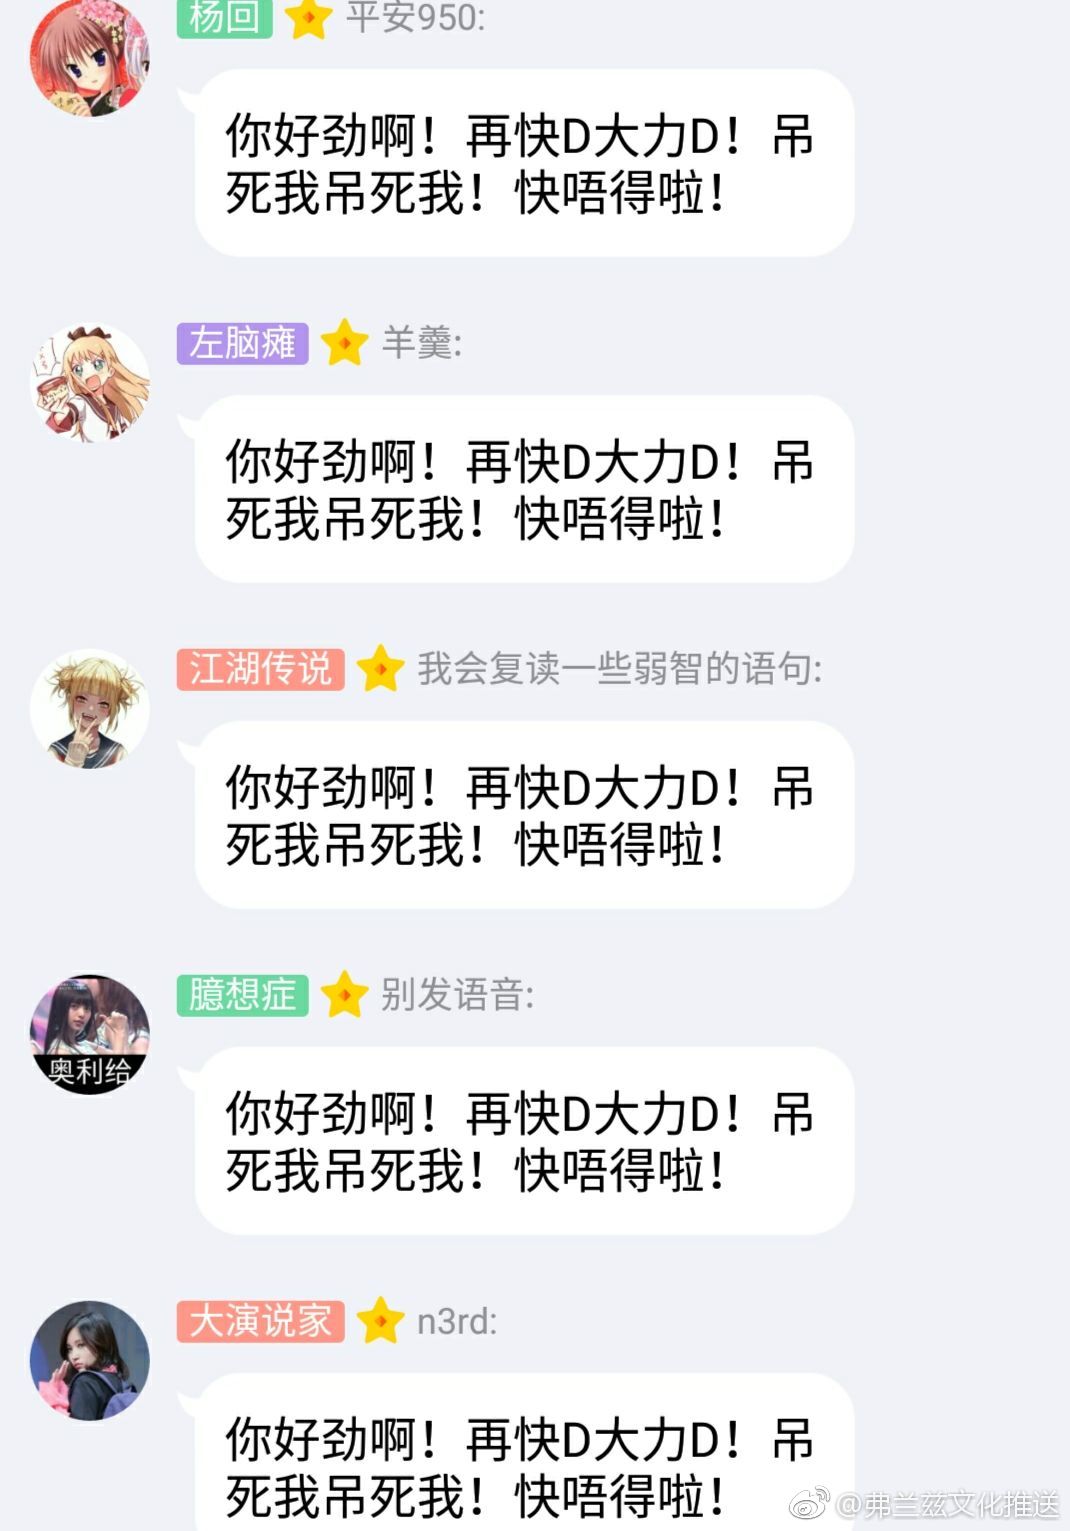 杨回 平安950:
你好劲啊！再快D大力D！吊
死我吊死我！快唔得啦！
左脑瘫 羊羹:
你好劲啊！再快D大力D！吊
死我吊死我！快唔得啦！
江湖传说 我会复读一些弱智的语句:
你好劲啊！再快D大力D！吊
死我吊死我！快唔得啦！
臆想症 别发语音:
奥利给
你好劲啊！再快D大力D！吊
死我吊死我！快唔得啦！
大演说家 n3rd:
你好劲啊！再快D大力D！吊
死我吊死我！快唔得啦！
@弗兰兹文化推送